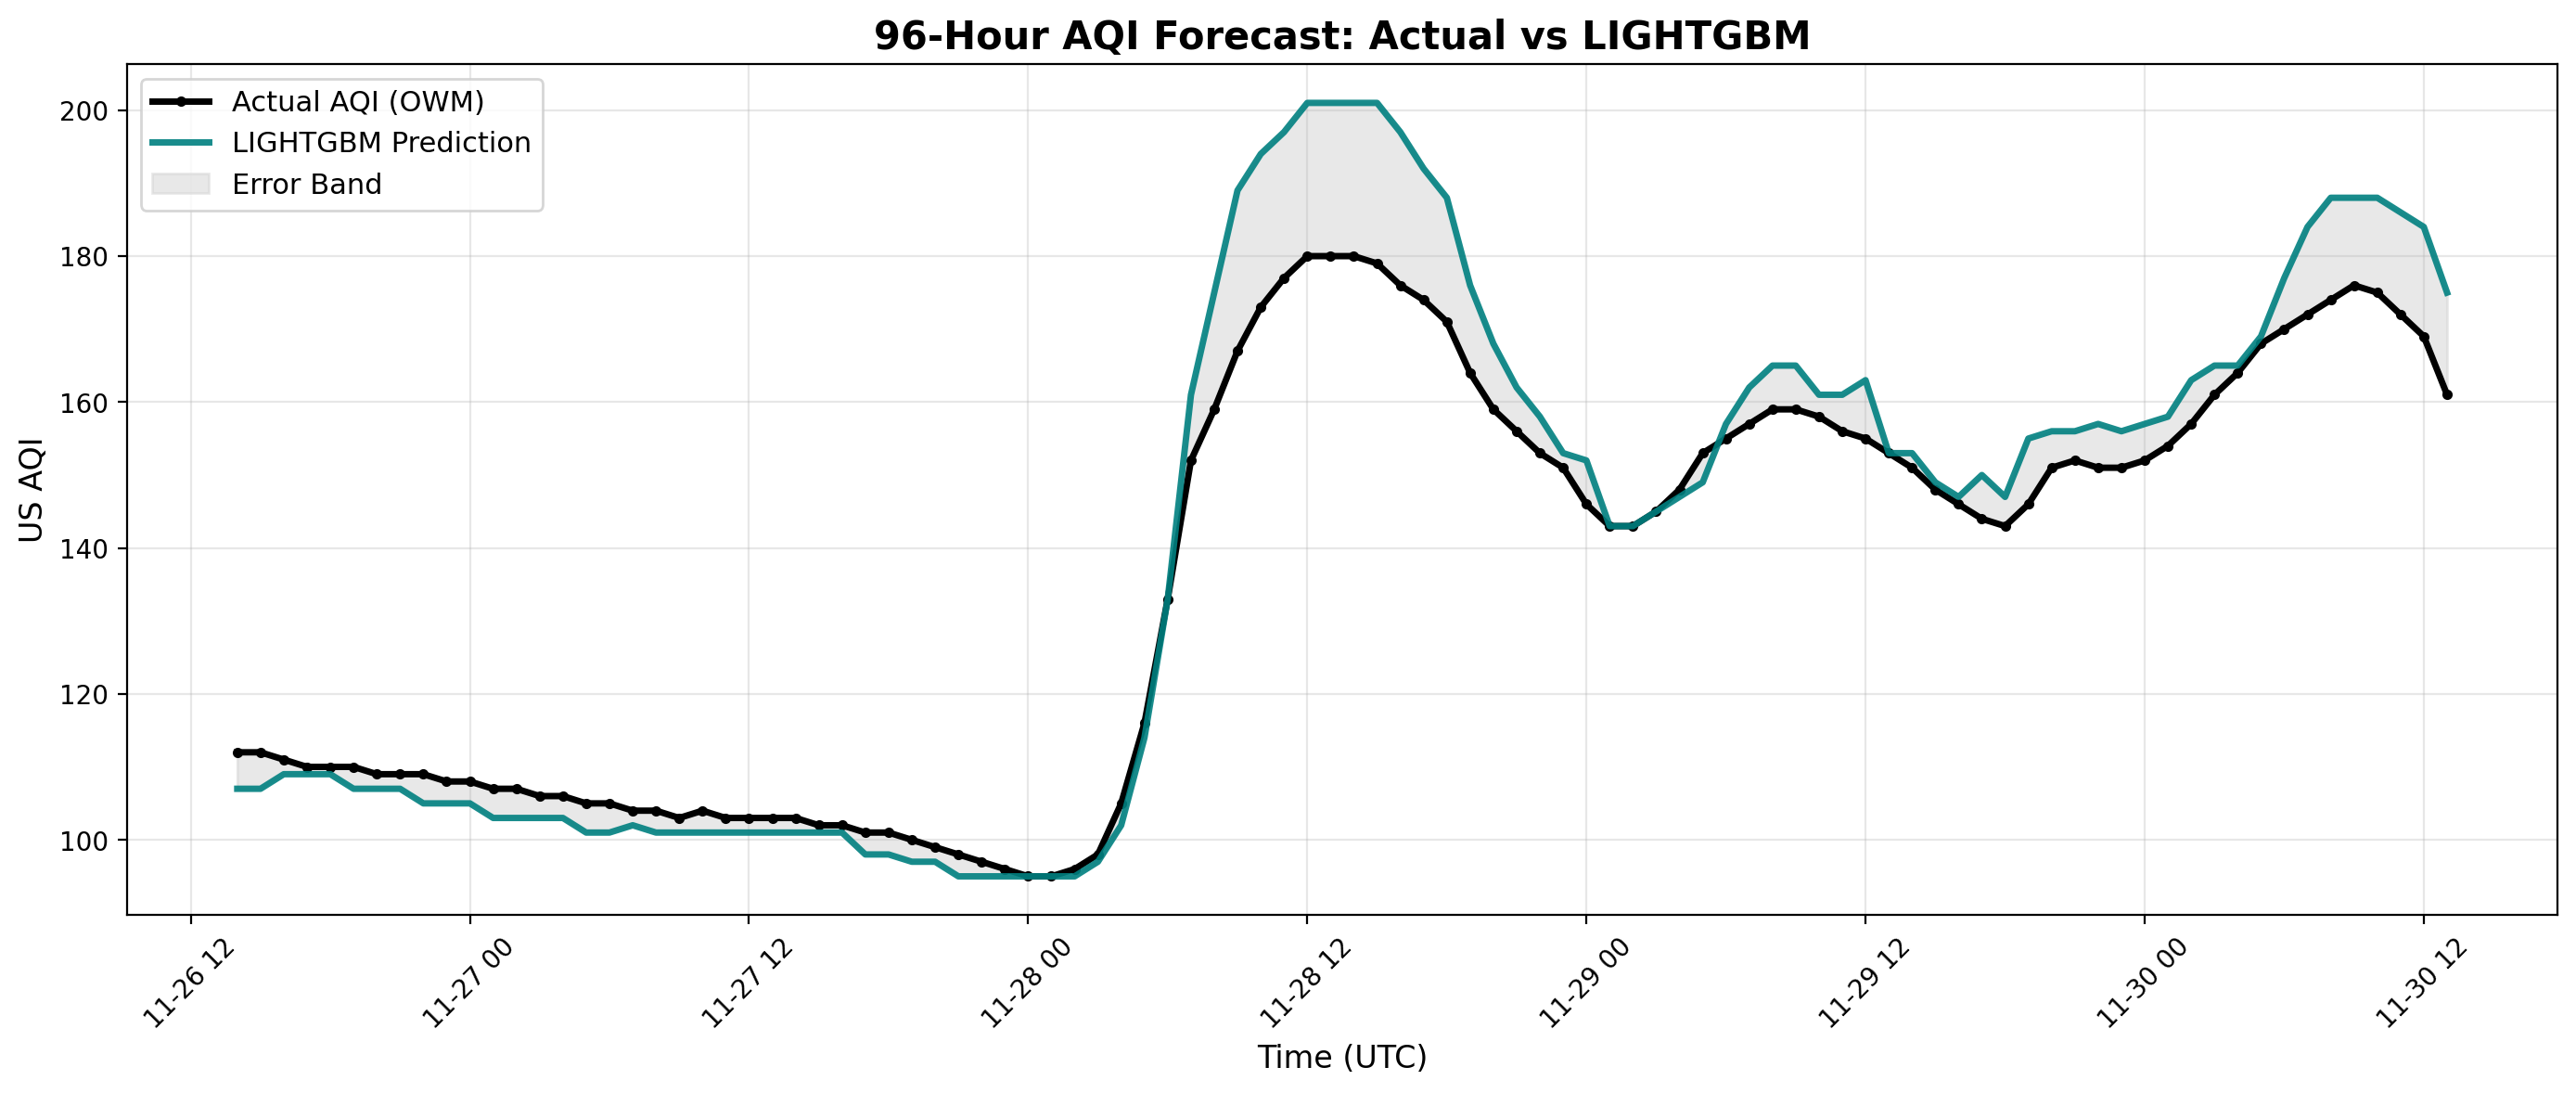 96-Hour AQI Forecast: Actual vs LIGHTGBM
Actual AQI (OWM)
LIGHTGBM Prediction
Error Band
US AQI
200
180
160
140
120
100
11-26 12
11-27 00
11-27 12
11-28 00
11-28 12
11-29 00
11-29 12
11-30 00
11-30 12
Time (UTC)